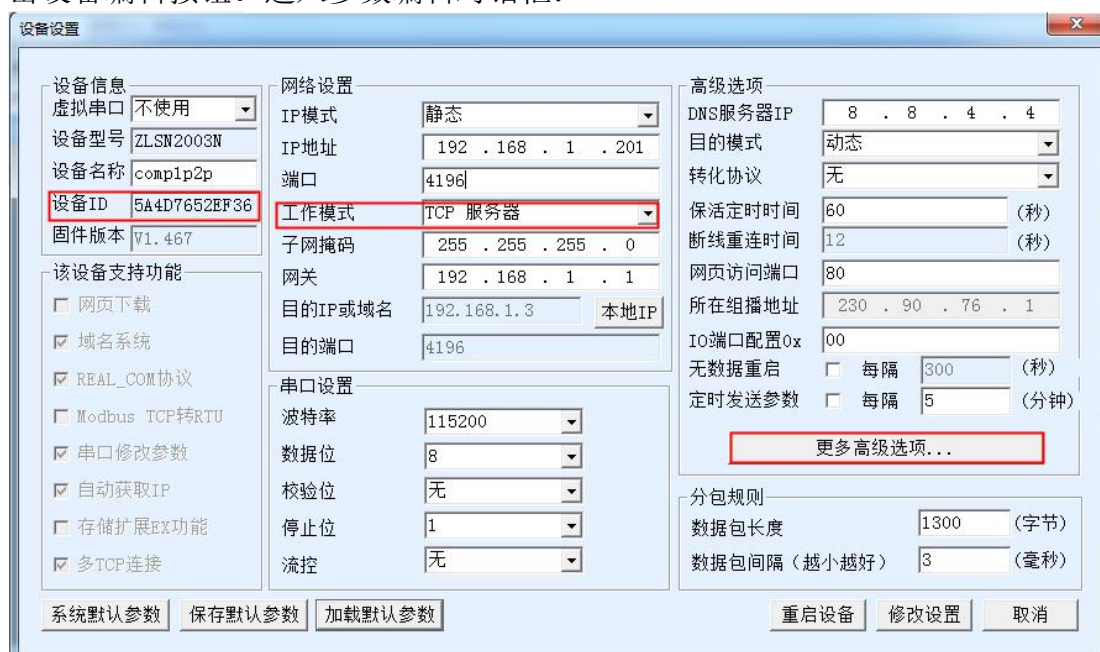 设备设置
设备信息
虚拟串口 不使用
设备型号 ZLSN2003N
设备名称 comp1p2p
设备ID 5A4D7652EF36
固件版本 V1.467
该设备支持功能
网页下载
域名系统
REAL_COM协议
Modbus TCP转RTU
串口修改参数
自动获取IP
存储扩展EX功能
多TCP连接
网络设置
IP模式 静态
IP地址 192 . 168 . 1 . 201
端口 4196
工作模式 TCP 服务器
子网掩码 255 . 255 . 255 . 0
网关 192 . 168 . 1 . 1
目的IP或域名 192.168.1.3 本地IP
目的端口 4196
串口设置
波特率 115200
数据位 8
校验位 无
停止位 1
流控 无
高级选项
DNS服务器IP 8 . 8 . 4 . 4
目的模式 动态
转化协议 无
保活定时时间 60 (秒)
断线重连时间 12 (秒)
网页访问端口 80
所在组播地址 230 . 90 . 76 . 1
IO端口配置0x 00
无数据重启 每隔 300 (秒)
定时发送参数 每隔 5 (分钟)
更多高级选项...
分包规则
数据包长度 1300 (字节)
数据包间隔（越小越好） 3 (毫秒)
系统默认参数 保存默认参数 加载默认参数 重启设备 修改设置 取消